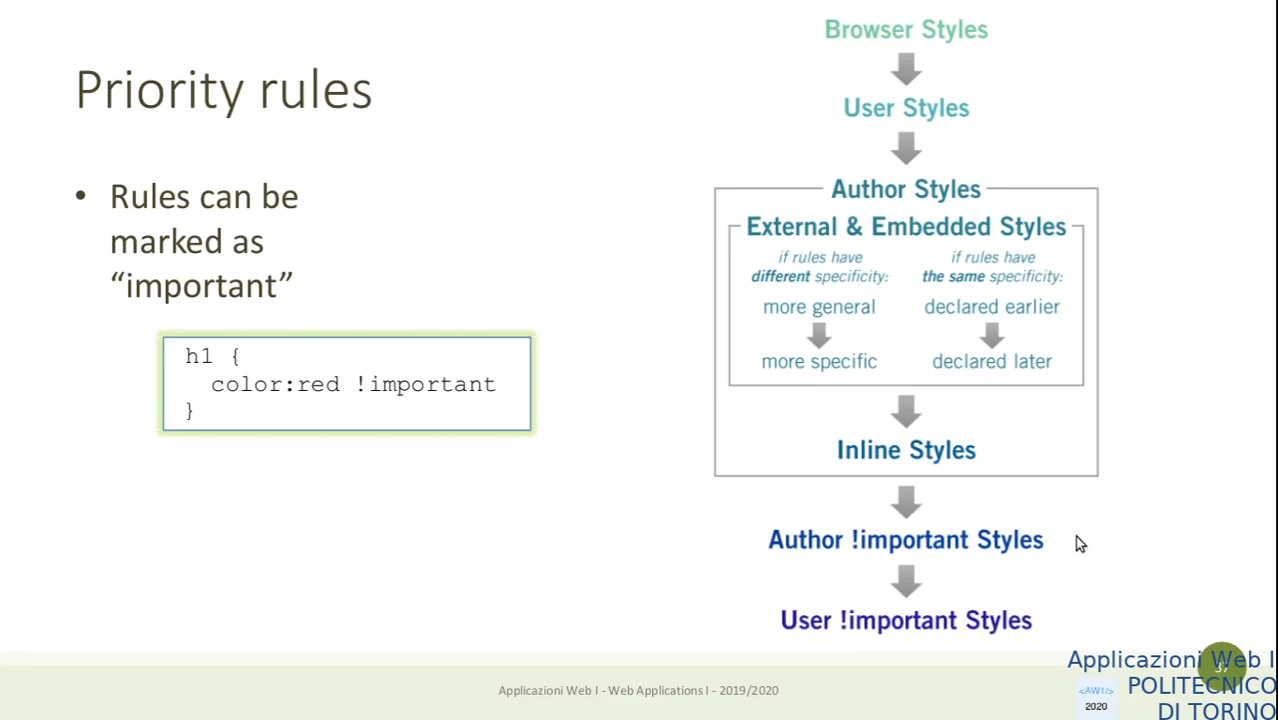 Priority rules
• Rules can be
marked as
“important”
h1 {
color:red !important
}
Browser Styles
User Styles
Author Styles
External & Embedded Styles
if rules have
different specificity:
more general
more specific
if rules have
the same specificity:
declared earlier
declared later
Inline Styles
Author !important Styles
User !important Styles
Applicazioni Web I - Web Applications I - 2019/2020
Applicazioni Web I
POLITECNICO
DI TORINO
<AW1/>
2020